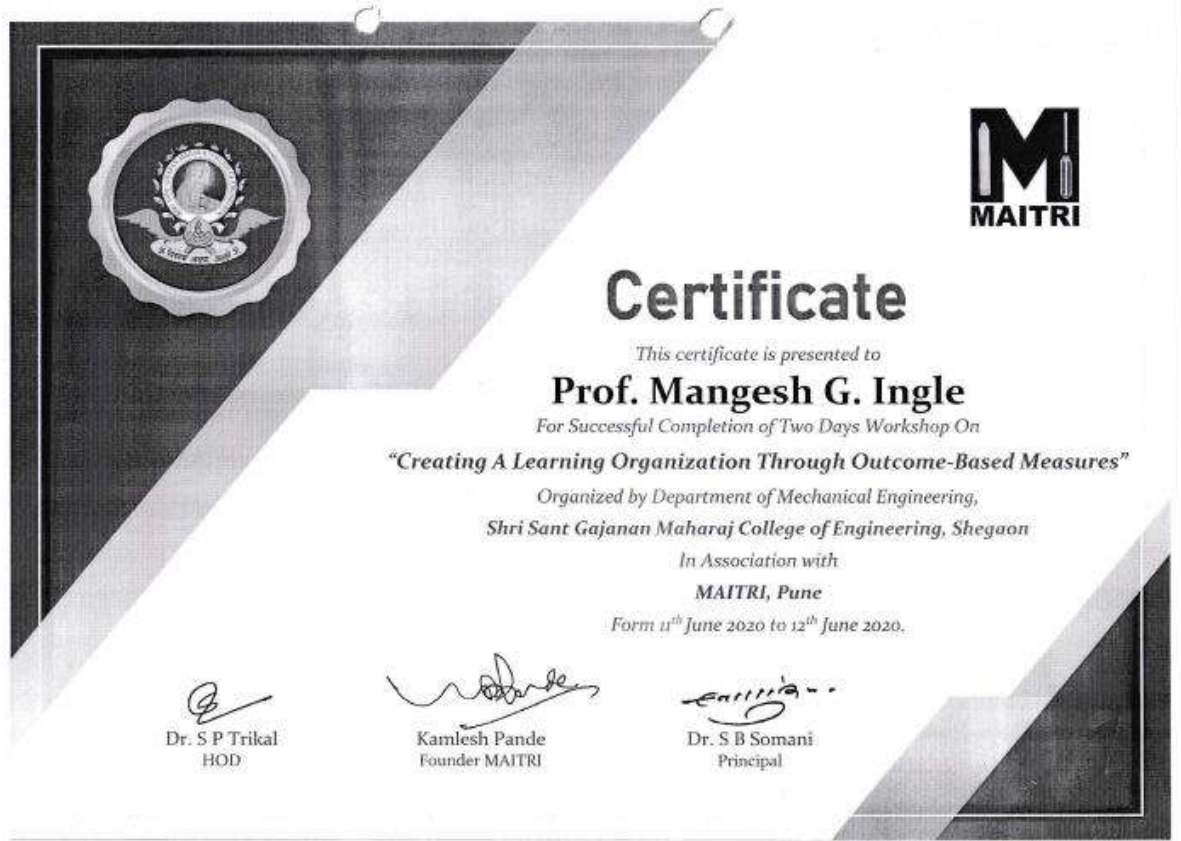 MAITRI
Certificate
This certificate is presented to
Prof. Mangesh G. Ingle
For Successful Completion of Two Days Workshop On
“Creating A Learning Organization Through Outcome-Based Measures”
Organized by Department of Mechanical Engineering,
Shri Sant Gajanan Maharaj College of Engineering, Shegaon
In Association with
MAITRI, Pune
Form 11th June 2020 to 12th June 2020.
Dr. S P Trikal
HOD
Kamlesh Pande
Founder MAITRI
Dr. S B Somani
Principal